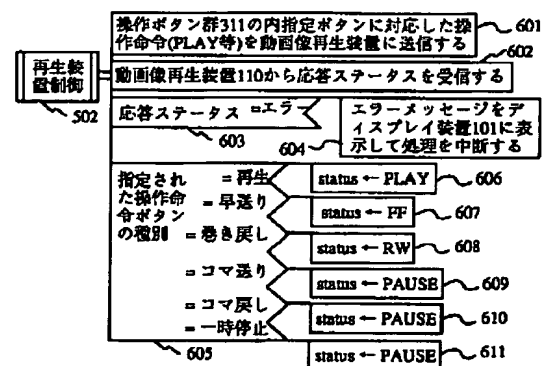 操作ボタン群311の内指定ボタンに対応した操
作命令(PLAY等)を動画像再生装置に送信する
601
602
再生装
置制御
502
動画像再生装置110から応答ステータスを受信する
応答ステータス =エラー
603
604
エラーメッセージをデ
ィスプレイ装置101に表
示して処理を中断する
指定され
た操作命
令ボタン
の種別
=再生
status ← PLAY
606
=早送り
status ← FF
607
=巻き戻し
status ← RW
608
=コマ送り
status ← PAUSE
609
=コマ戻し
status ← PAUSE
610
=一時停止
status ← PAUSE
611
605